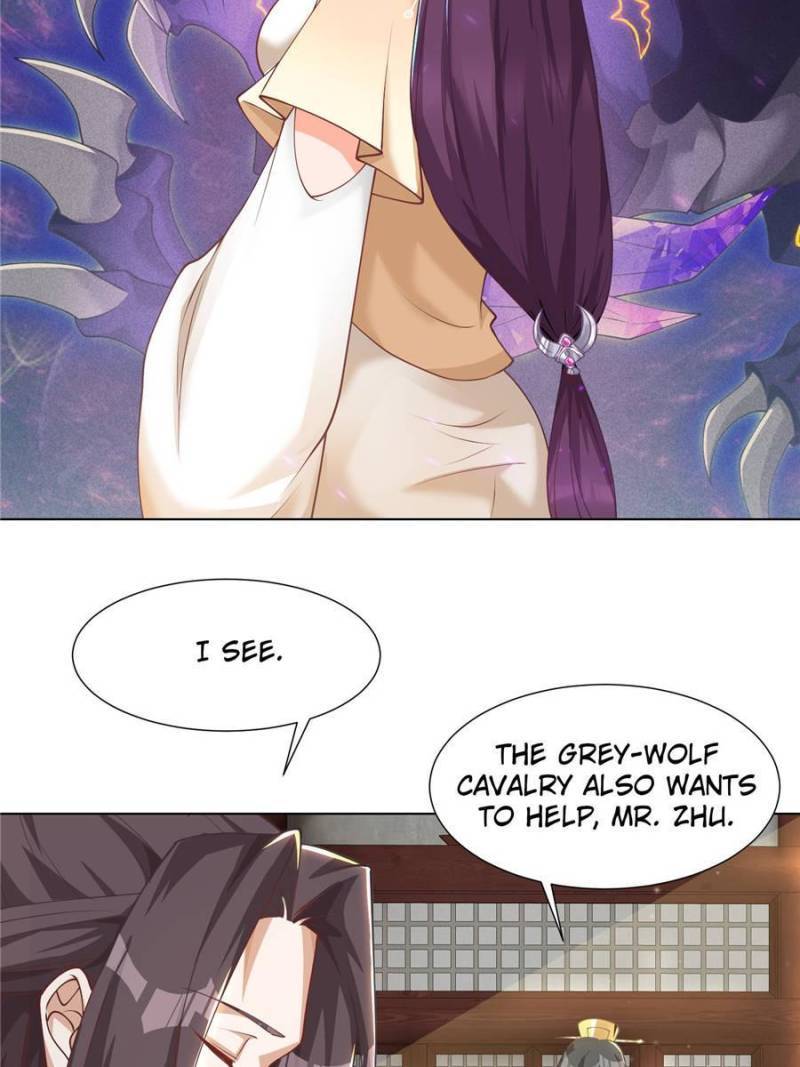 I SEE.
THE GREY-WOLF
CAVALRY ALSO WANTS
TO HELP, MR. ZHU.